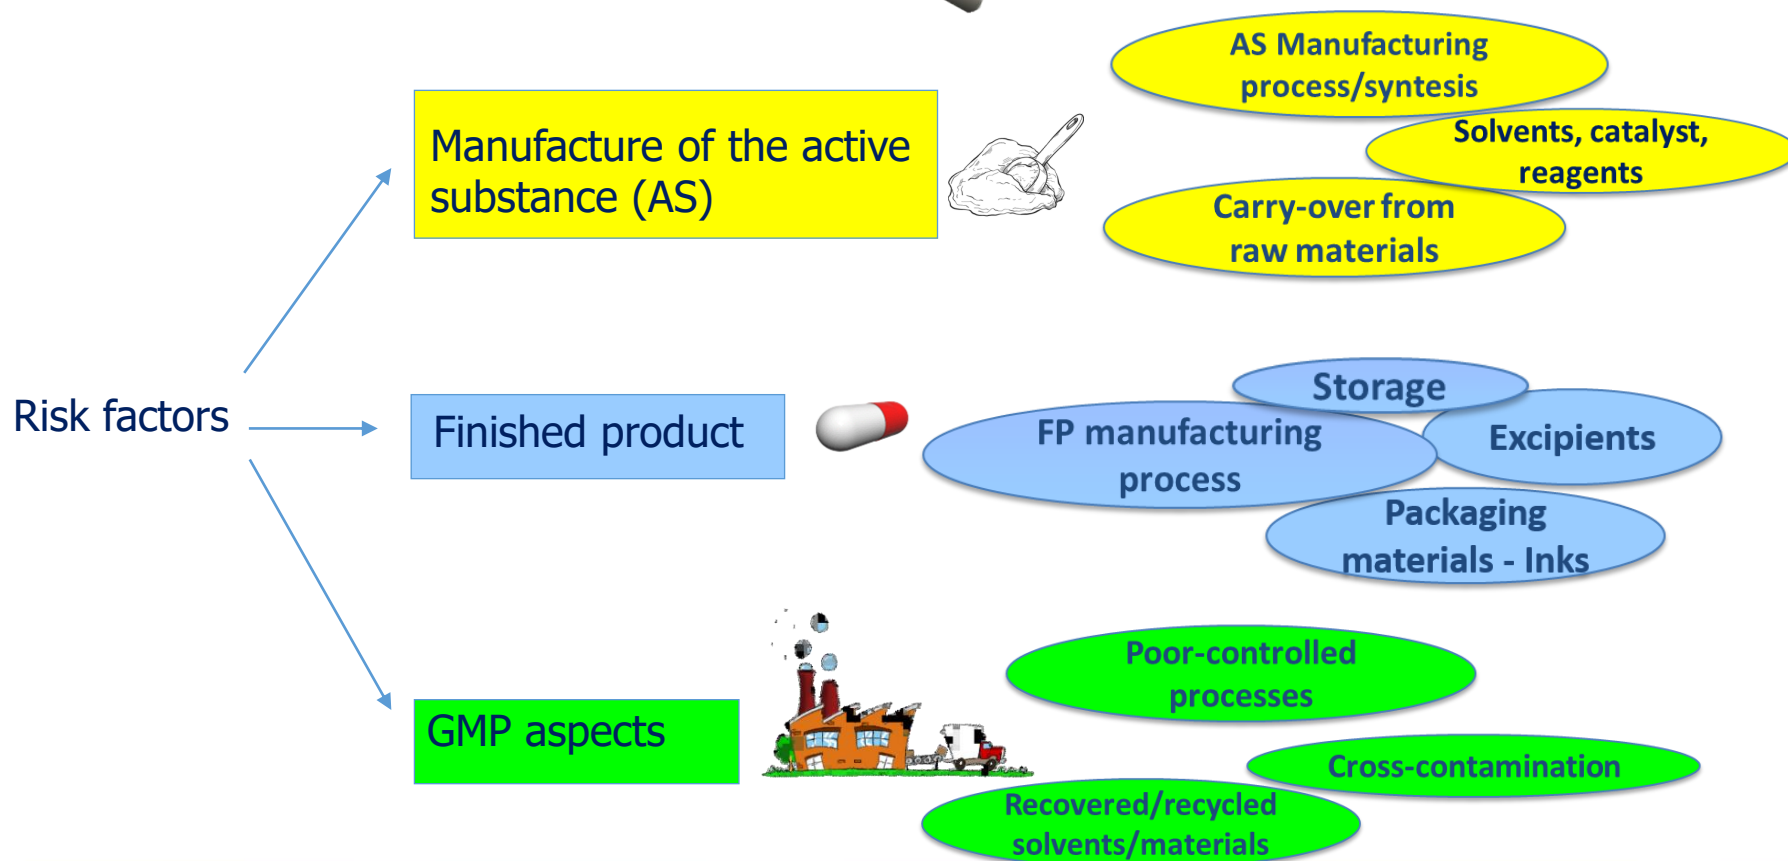 AS Manufacturing
process/syntesis
Manufacture of the active
substance (AS)
Solvents, catalyst,
reagents
Carry-over from
raw materials
Risk factors
Finished product
Storage
FP manufacturing
process
Excipients
Packaging
materials - Inks
GMP aspects
Poor-controlled
processes
Cross-contamination
Recovered/recycled
solvents/materials